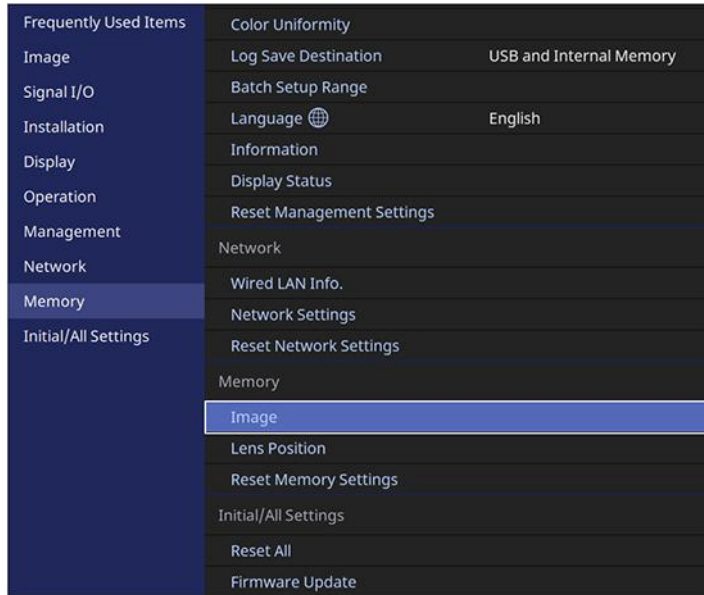 Frequently Used Items
Image
Signal I/O
Installation
Display
Operation
Management
Network
Memory
Initial/All Settings
Color Uniformity
Log Save Destination USB and Internal Memory
Batch Setup Range
Language English
Information
Display Status
Reset Management Settings
Network
Wired LAN Info.
Network Settings
Reset Network Settings
Memory
Image
Lens Position
Reset Memory Settings
Initial/All Settings
Reset All
Firmware Update